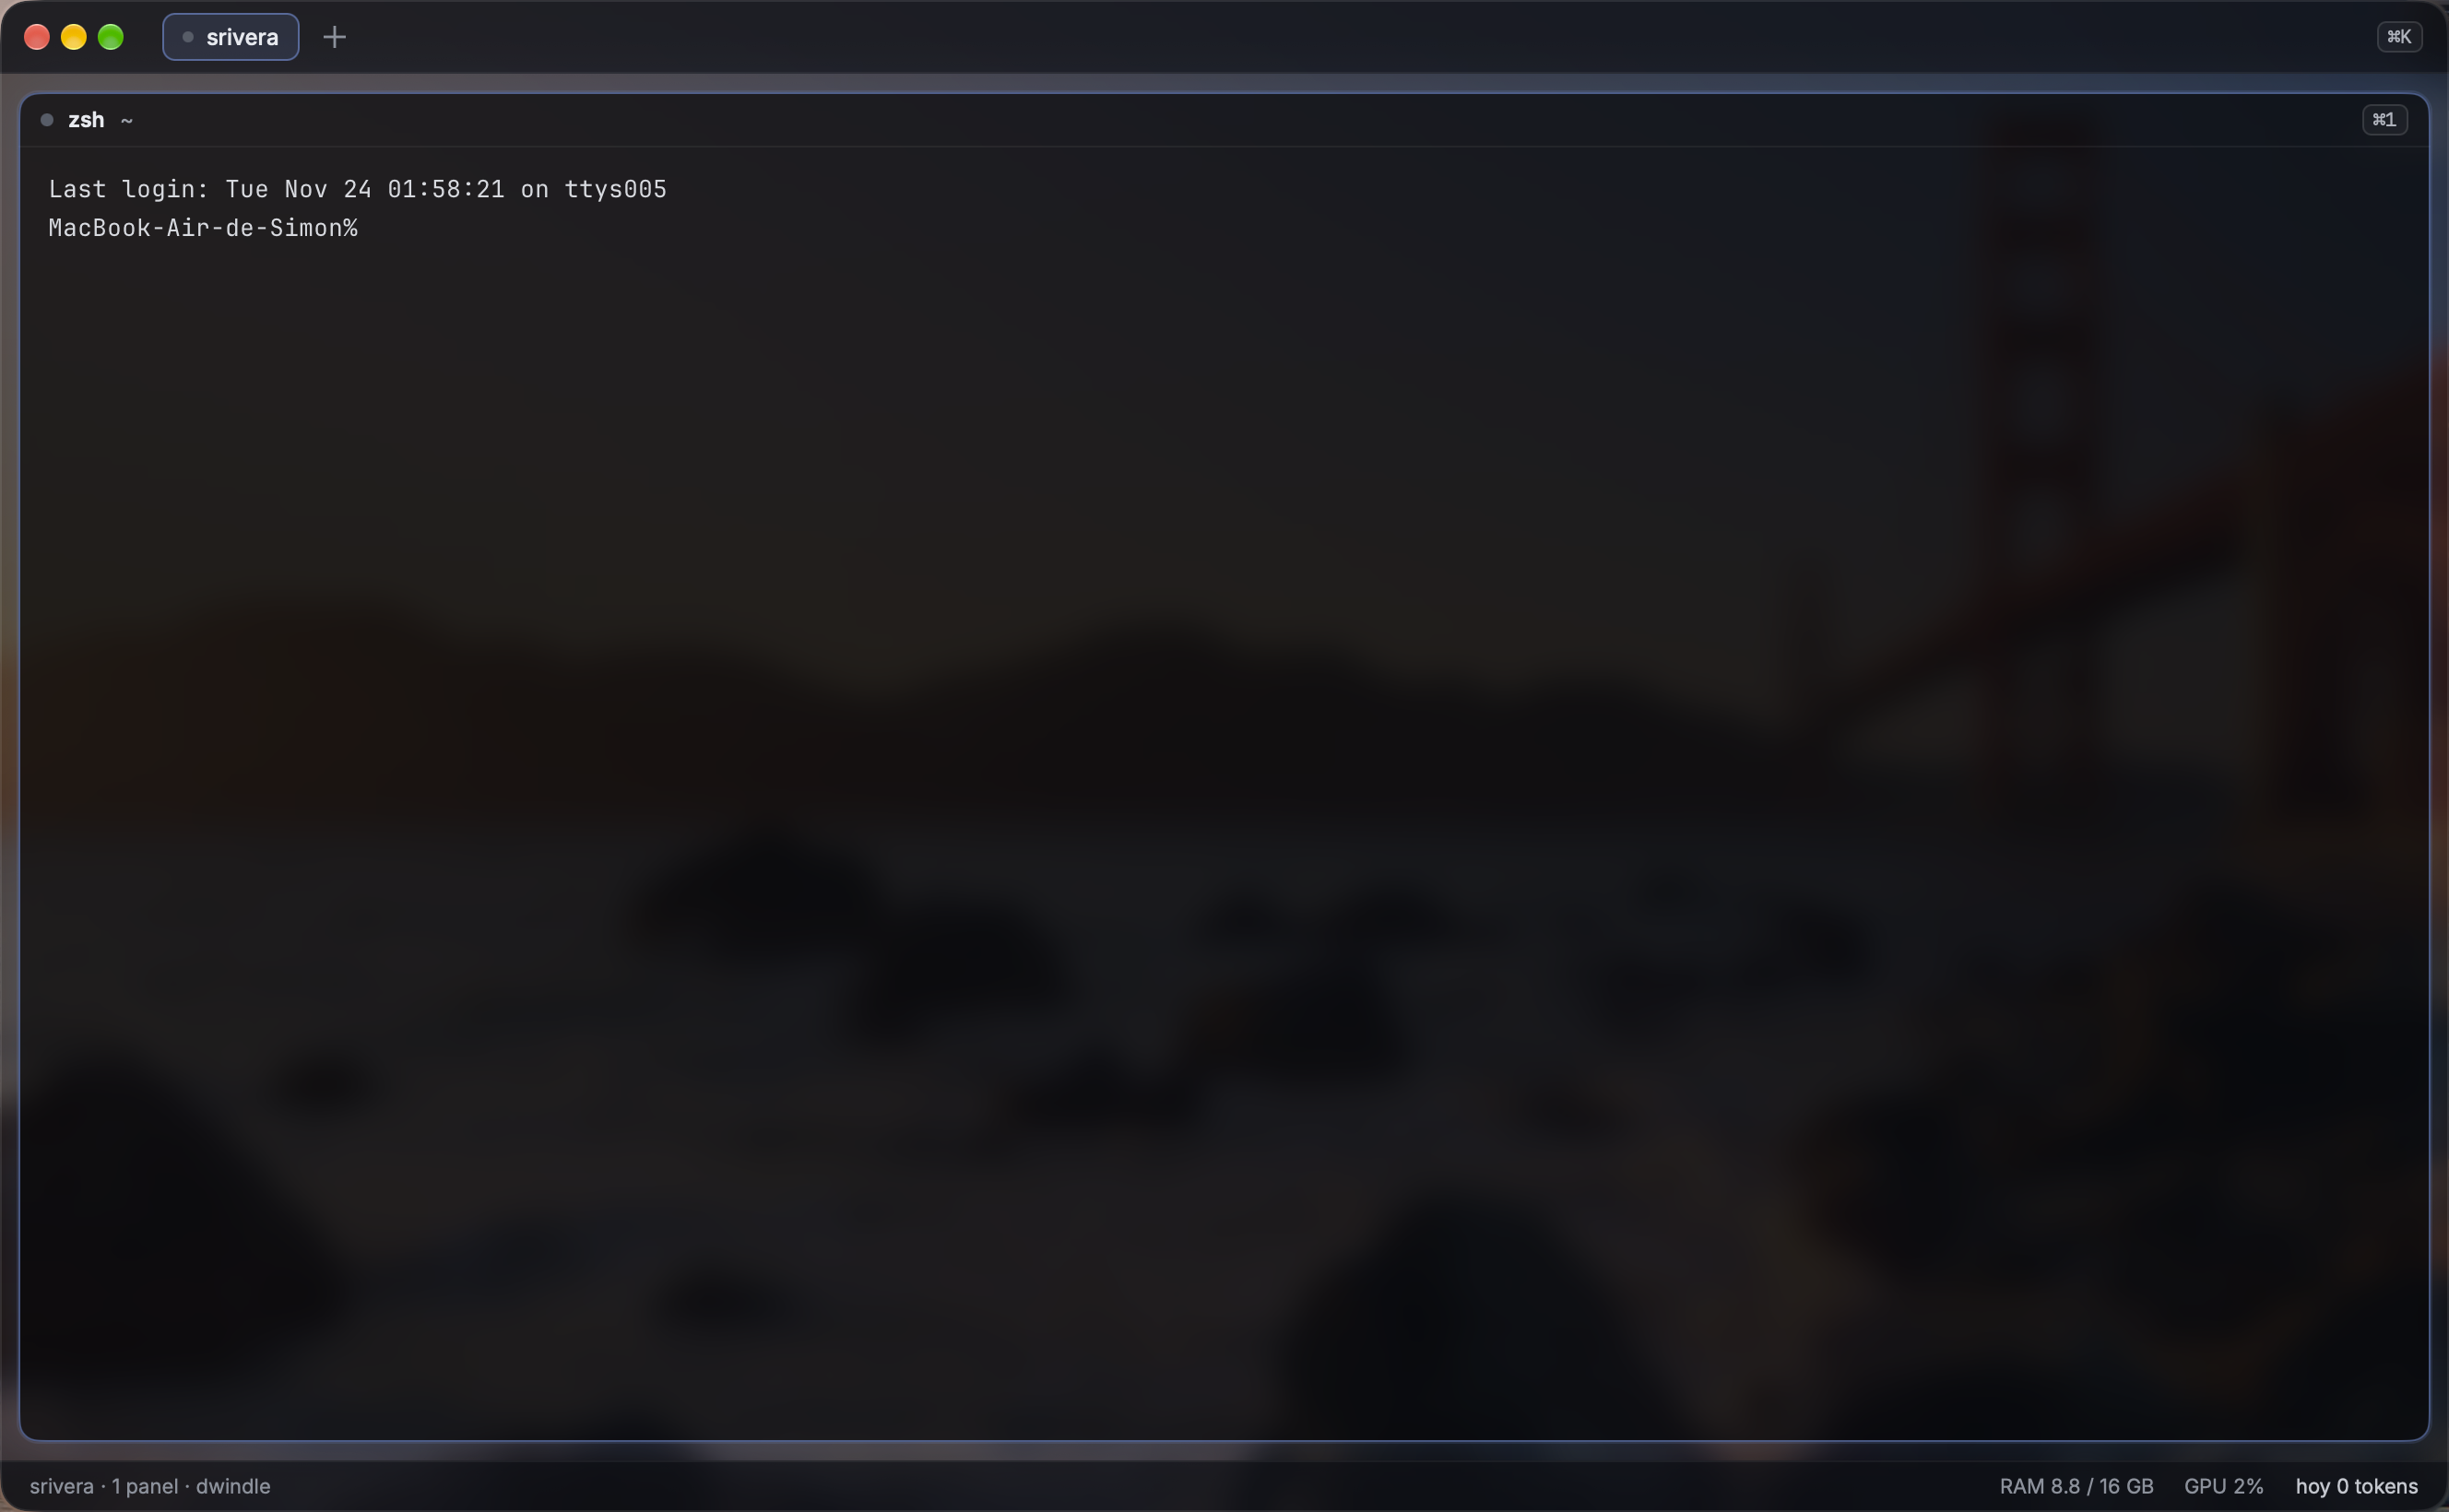 srivera
⌘K
zsh ~
⌘1
Last login: Tue Nov 24 01:58:21 on ttys005
MacBook-Air-de-Simon%
srivera · 1 panel · dwindle
RAM 8.8 / 16 GB
GPU 2%
hoy 0 tokens